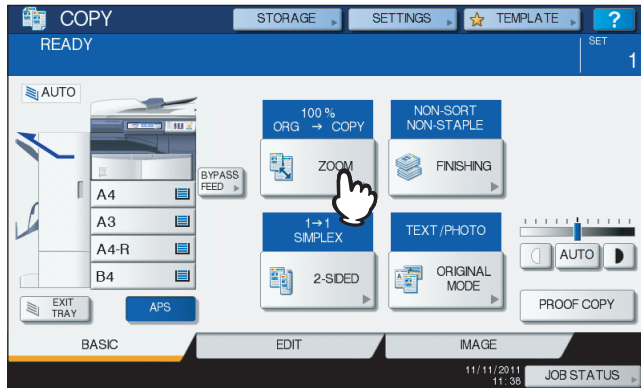 COPY
STORAGE
SETTINGS
TEMPLATE
?
READY
SET
1
AUTO
100 %
ORG → COPY
ZOOM
NON-SORT
NON-STAPLE
FINISHING
BYPASS
FEED
A4
A3
A4-R
B4
1→1
SIMPLEX
2-SIDED
TEXT/PHOTO
ORIGINAL
MODE
AUTO
EXIT
TRAY
APS
PROOF COPY
BASIC
EDIT
IMAGE
11/11/2011
11:38
JOB STATUS